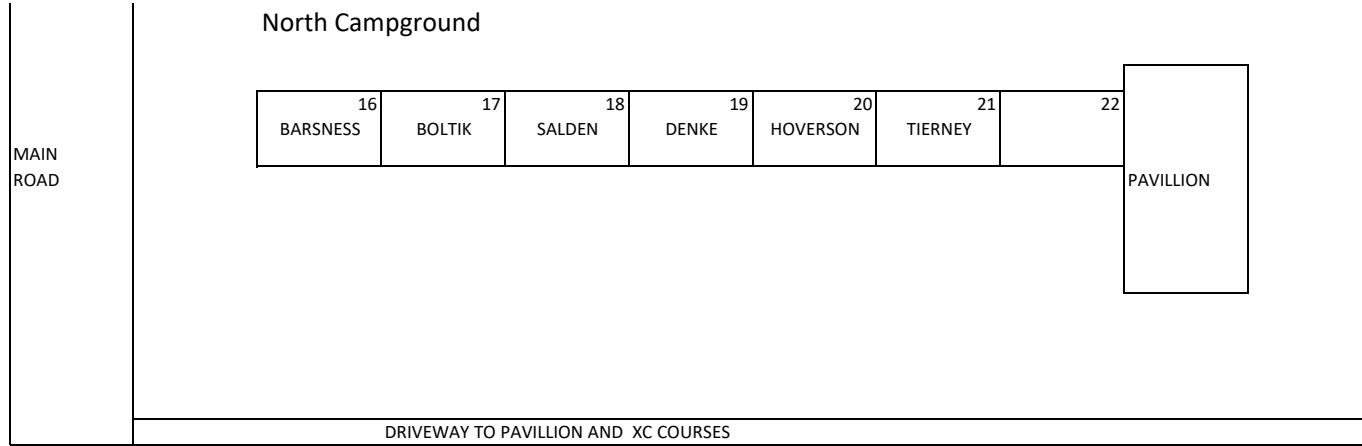 North Campground
16 17 18 19 20 21 22
BARSNESS BOLTIK SALDEN DENKE HOVERSON TIERNEY
MAIN
ROAD
PAVILLION
DRIVEWAY TO PAVILLION AND XC COURSES